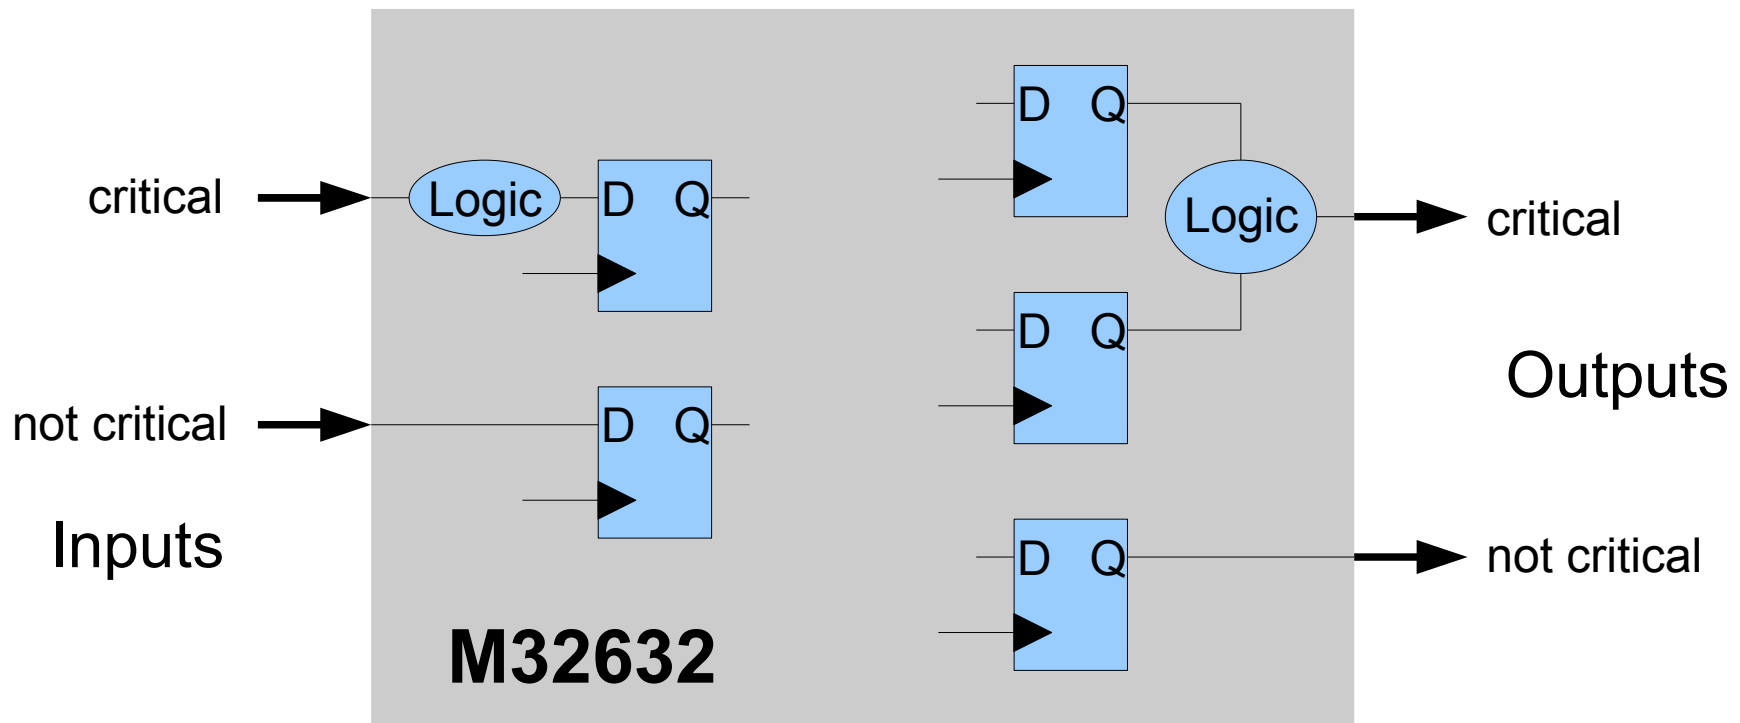 D Q
critical
Logic
D Q
Logic
critical
D Q
Outputs
not critical
D Q
Inputs
D Q
not critical
M32632